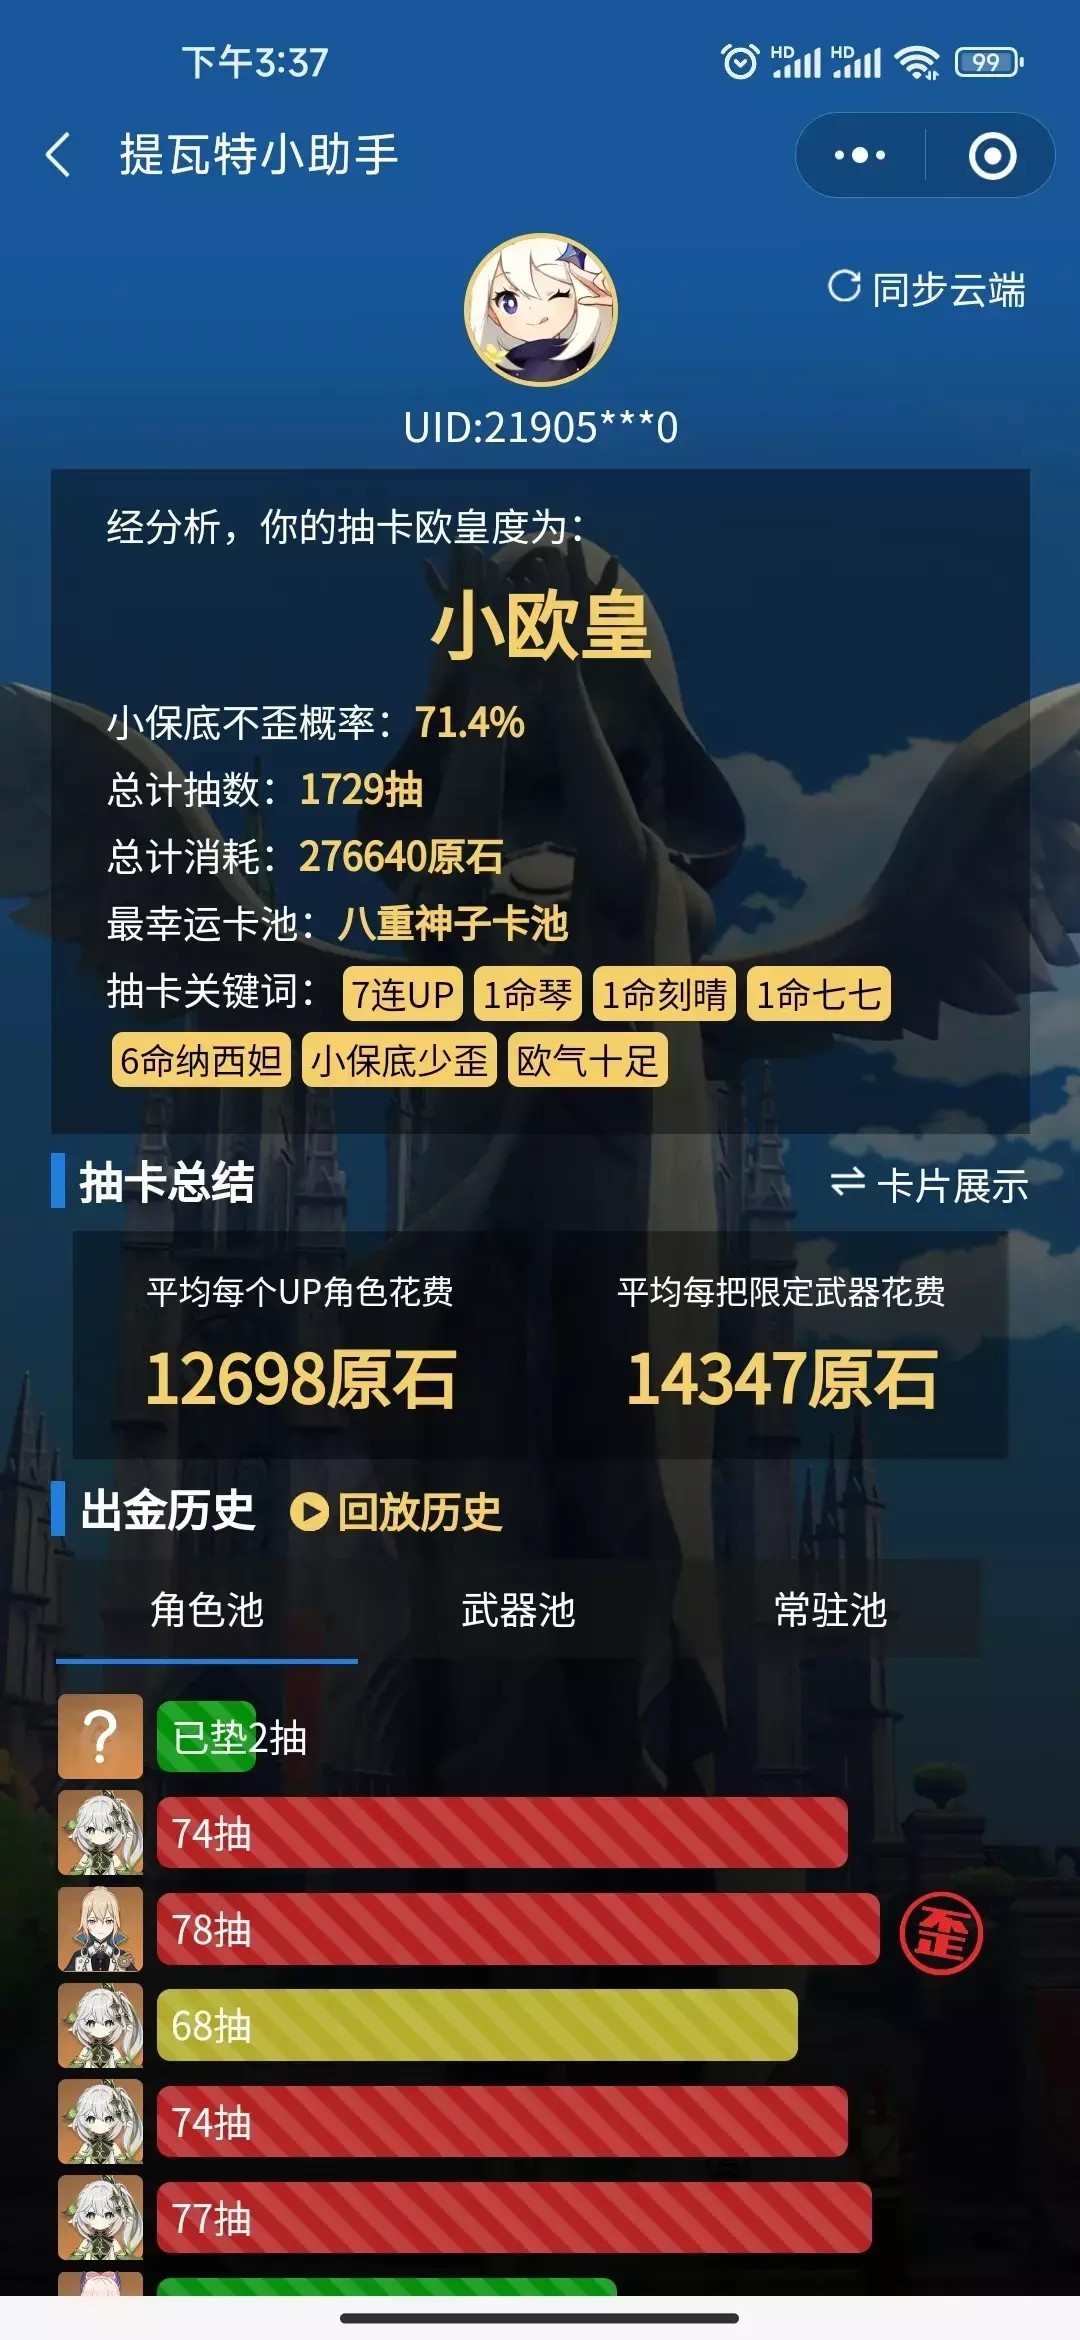 下午3:37
HD HD 99
提瓦特小助手
同步云端
UID:21905***0
经分析，你的抽卡欧皇度为：
小欧皇
小保底不歪概率：71.4%
总计抽数：1729抽
总计消耗：276640原石
最幸运卡池：八重神子卡池
抽卡关键词：7连UP 1命琴 1命刻晴 1命七七
6命纳西妲 小保底少歪 欧气十足
抽卡总结
卡片展示
平均每个UP角色花费 平均每把限定武器花费
12698原石 14347原石
出金历史 回放历史
角色池 武器池 常驻池
? 已垫2抽
74抽
78抽 歪
68抽
74抽
77抽